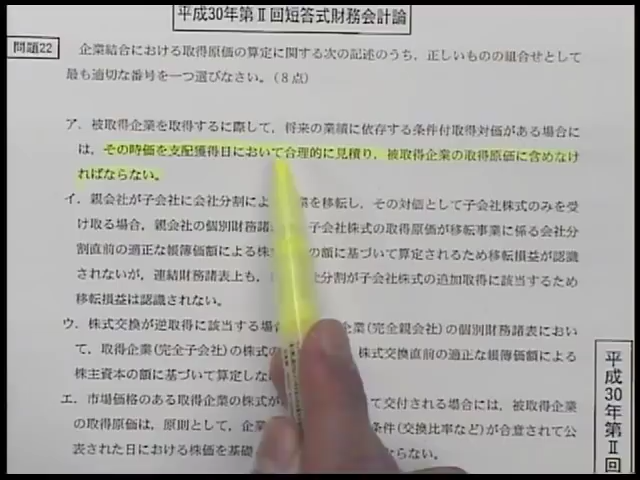 平成30年第Ⅱ回短答式財務会計論
問題22
企業結合における取得原価の算定に関する次の記述のうち，正しいものの組合せとして
最も適切な番号を一つ選びなさい。（８点）
ア．被取得企業を取得するに際して，将来の業績に依存する条件付取得対価がある場合に
は，その時価を支配獲得日において合理的に見積り，被取得企業の取得原価に含めなけ
ればならない。
イ．親会社が子会社に会社分割によ 業を移転し，その対価として子会社株式のみを受
け取る場合，親会社の個別財務諸 子会社株式の取得原価が移転事業に係る会社分
割直前の適正な帳簿価額による株 の額に基づいて算定されるため移転損益が認識
されないが，連結財務諸表上も， 会社分割が子会社株式の追加取得に該当するため
移転損益は認識されない。
ウ．株式交換が逆取得に該当する場合 企業（完全親会社）の個別財務諸表におい
て，取得企業（完全子会社）の株式の 株式交換直前の適正な帳簿価額による
株主資本の額に基づいて算定しな
エ．市場価格のある取得企業の株式が て交付される場合には，被取得企業
の取得原価は，原則として，企業 条件（交換比率など）が合意されて公
表された日における株価を基礎
平成30年第Ⅱ回